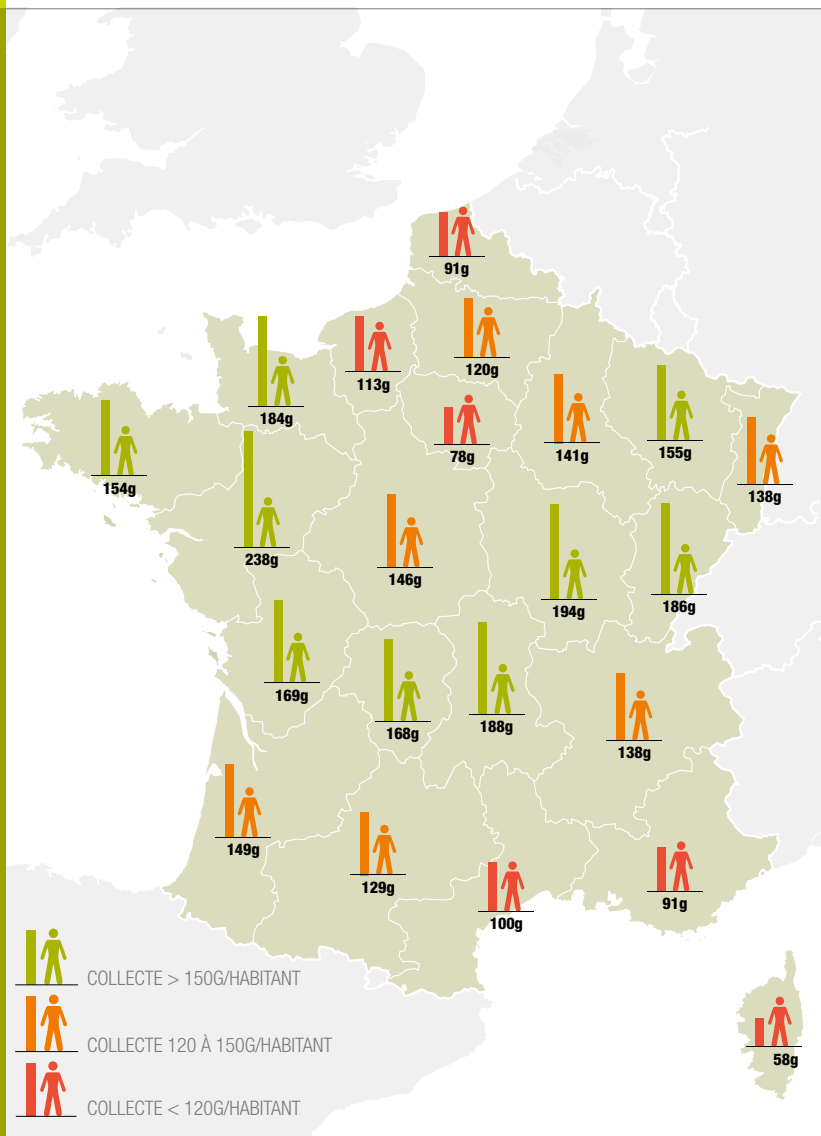 91g
113g
120g
184g
78g
141g
155g
154g
138g
238g
146g
194g
186g
169g
168g
188g
138g
149g
129g
100g
91g
COLLECTE > 150G/HABITANT
COLLECTE 120 À 150G/HABITANT
58g
COLLECTE < 120G/HABITANT